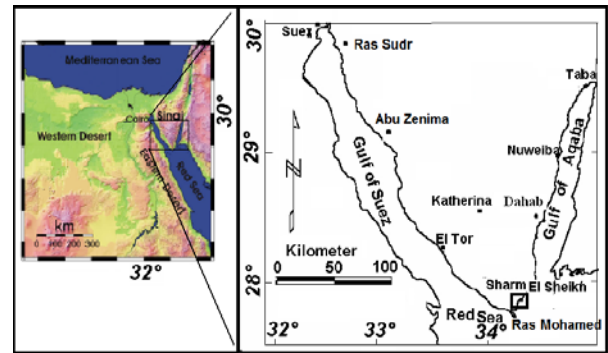 Mediterranean Sea
Cairo
Sinai
Western Desert
Eastern Desert
Red Sea
km
0 100 200 300
30°
32°
30°
29°
28°
Suez
Ras Sudr
Abu Zenima
Taba
Nuweiba
Gulf of Aqaba
Gulf of Suez
Katherina
Dahab
El Tor
Kilometer
0 50 100
Sharm El Sheikh
Red Sea
Ras Mohamed
32° 33° 34°